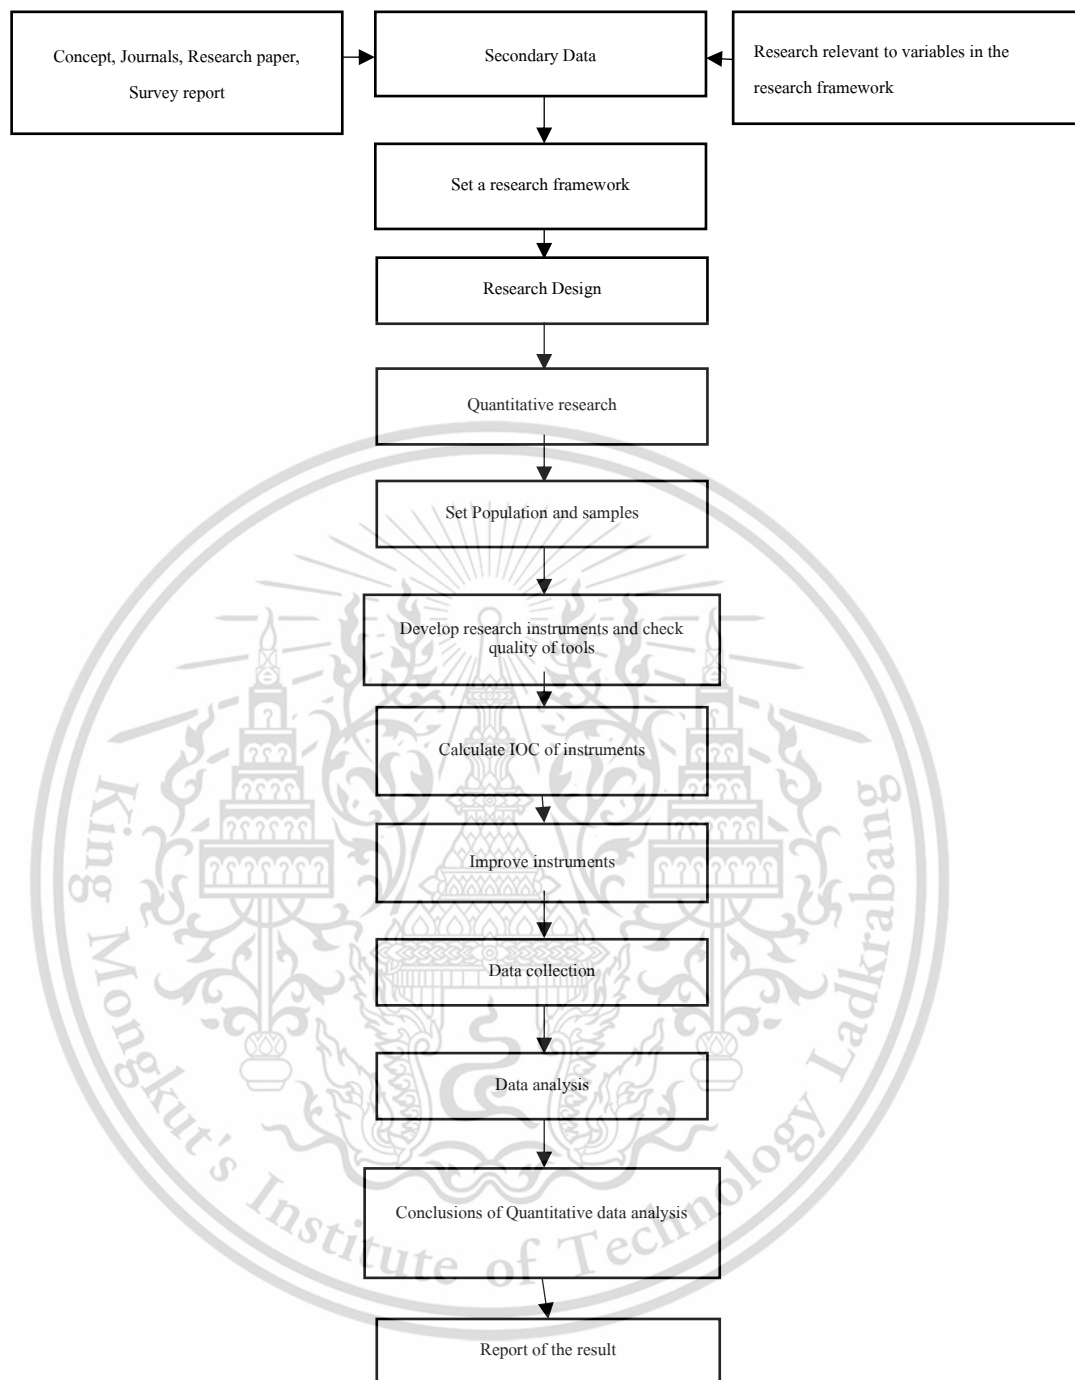 Concept, Journals, Research paper,
Survey report
Secondary Data
Research relevant to variables in the
research framework
Set a research framework
Research Design
Quantitative research
Set Population and samples
Develop research instruments and check
quality of tools
Calculate IOC of instruments
Improve instruments
Data collection
Data analysis
Conclusions of Quantitative data analysis
Report of the result
King Mongkut's Institute of Technology Ladkrabang